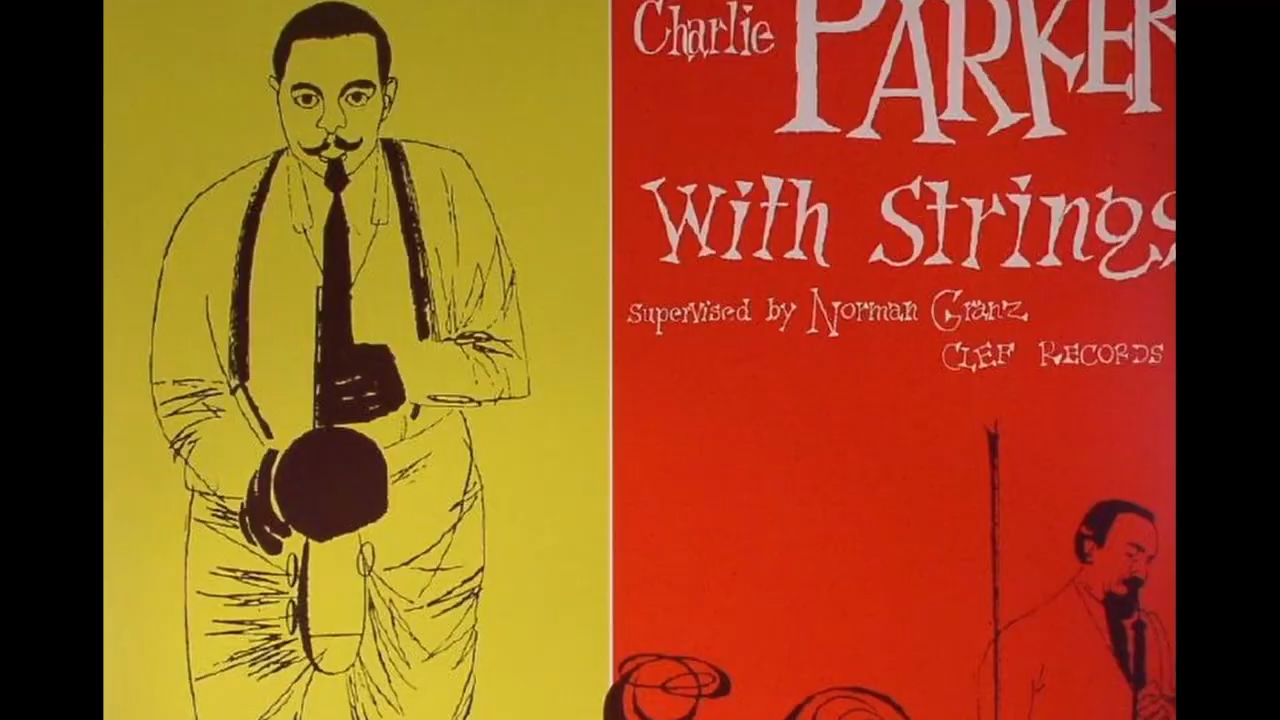 Charlie PARKER
With Strings
Supervised by Norman Granz
CLEF RECORDS